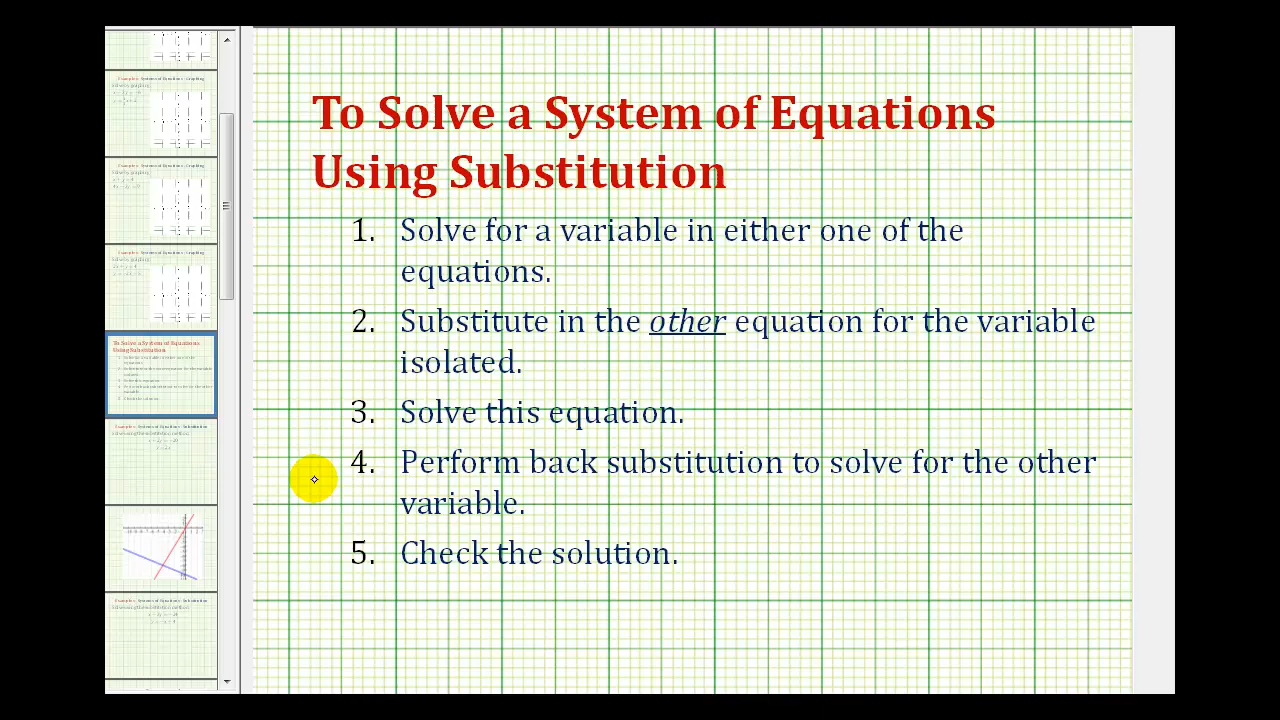 To Solve a System of Equations
Using Substitution
1. Solve for a variable in either one of the
equations.
2. Substitute in the other equation for the variable
isolated.
3. Solve this equation.
4. Perform back substitution to solve for the other
variable.
5. Check the solution.